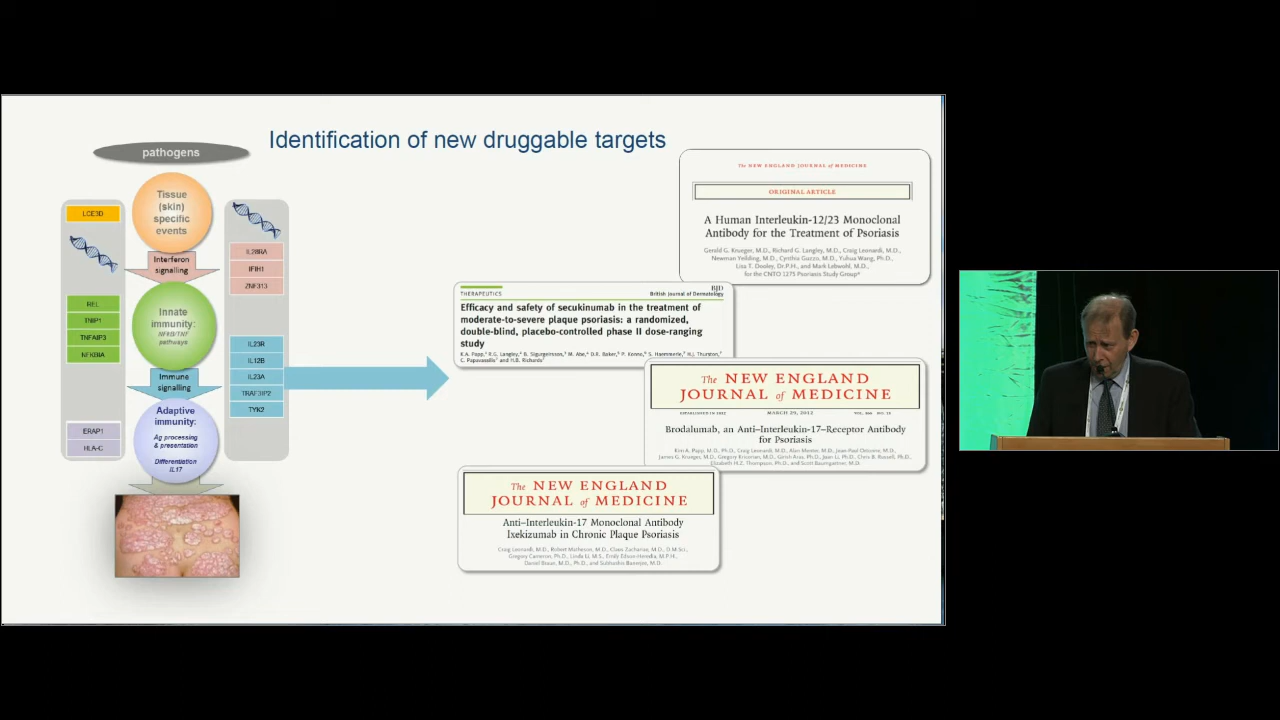 Identification of new druggable targets
pathogens
Tissue
(skin)
specific
events
LCE3D
Interferon
signalling
IL28RA
IFIH1
ZNF313
REL
TNIP1
TNFAIP3
NFKBIA
Innate
immunity:
NFKB/TNF
pathways
IL23R
IL12B
IL23A
TRAF3IP2
TYK2
Immune
signalling
ERAP1
HLA-C
Adaptive
immunity:
Ag processing
& presentation
Differentiation
IL17
The NEW ENGLAND JOURNAL of MEDICINE
ORIGINAL ARTICLE
A Human Interleukin-12/23 Monoclonal
Antibody for the Treatment of Psoriasis
Gerald G. Krueger, M.D., Richard G. Langley, M.D., Craig Leonardi, M.D.,
Newman Yeilding, M.D., Cynthia Guzzo, M.D., Yuhua Wang, Ph.D.,
Lisa T. Dooley, Dr.P.H., and Mark Lebwohl, M.D.,
for the CNTO 1275 Psoriasis Study Group*
THERAPEUTICS
BJD
British Journal of Dermatology
Efficacy and safety of secukinumab in the treatment of
moderate-to-severe plaque psoriasis: a randomized,
double-blind, placebo-controlled phase II dose-ranging
study
The NEW ENGLAND
JOURNAL of MEDICINE
ESTABLISHED IN 1812
MARCH 29, 2012
Brodalumab, an Anti–Interleukin-17–Receptor Antibody
for Psoriasis
The NEW ENGLAND
JOURNAL of MEDICINE
Anti–Interleukin-17 Monoclonal Antibody
Ixekizumab in Chronic Plaque Psoriasis